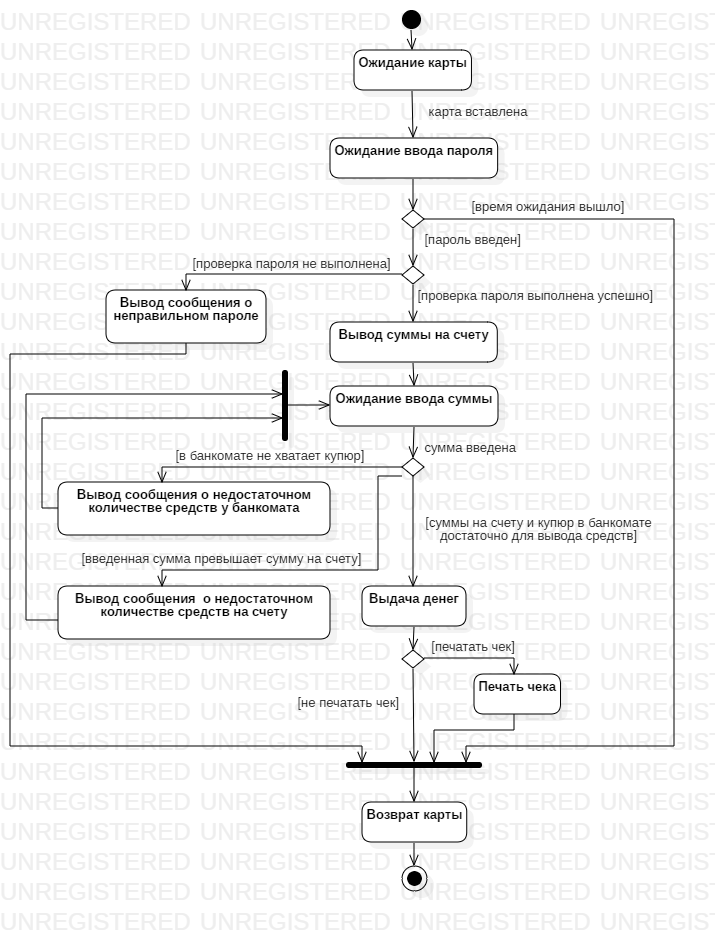 Ожидание карты
карта вставлена
Ожидание ввода пароля
[время ожидания вышло]
[пароль введен]
[проверка пароля не выполнена]
[проверка пароля выполнена успешно]
Вывод сообщения о
неправильном пароле
Вывод суммы на счету
Ожидание ввода суммы
сумма введена
[в банкомате не хватает купюр]
Вывод сообщения о недостаточном
количестве средств у банкомата
[суммы на счету и купюр в банкомате
достаточно для вывода средств]
[введенная сумма превышает сумму на счету]
Вывод сообщения  о недостаточном
количестве средств на счету
Выдача денег
[печатать чек]
Печать чека
[не печатать чек]
Возврат карты
UNREGISTERED UNREGISTERED UNREGISTERED